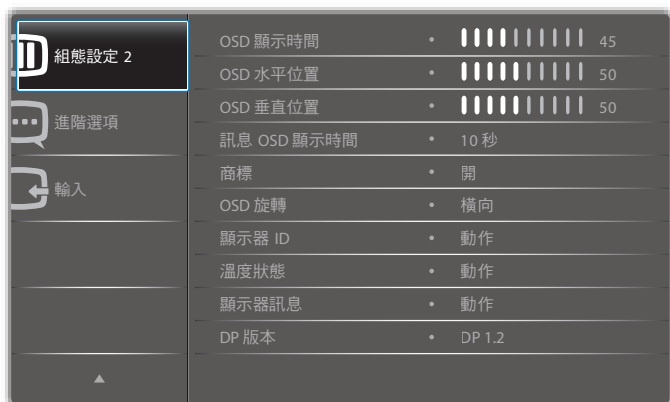 組態設定 2
進階選項
輸入
OSD 顯示時間 • 45
OSD 水平位置 • 50
OSD 垂直位置 • 50
訊息 OSD 顯示時間 • 10 秒
商標 • 開
OSD 旋轉 • 橫向
顯示器 ID • 動作
溫度狀態 • 動作
顯示器訊息 • 動作
DP 版本 • DP 1.2